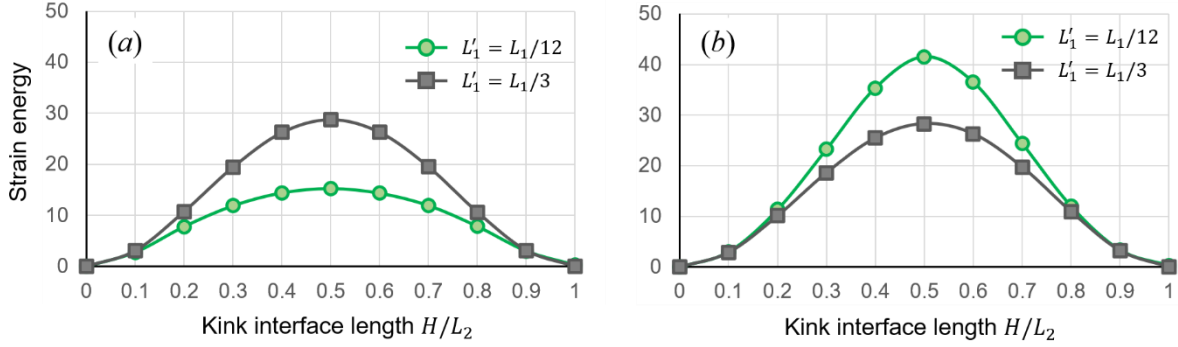 50
40
30
20
10
0
Strain energy
(a)
L′₁ = L₁/12
L′₁ = L₁/3
0 0.1 0.2 0.3 0.4 0.5 0.6 0.7 0.8 0.9 1
Kink interface length H/L₂
50
40
30
20
10
0
(b)
L′₁ = L₁/12
L′₁ = L₁/3
0 0.1 0.2 0.3 0.4 0.5 0.6 0.7 0.8 0.9 1
Kink interface length H/L₂